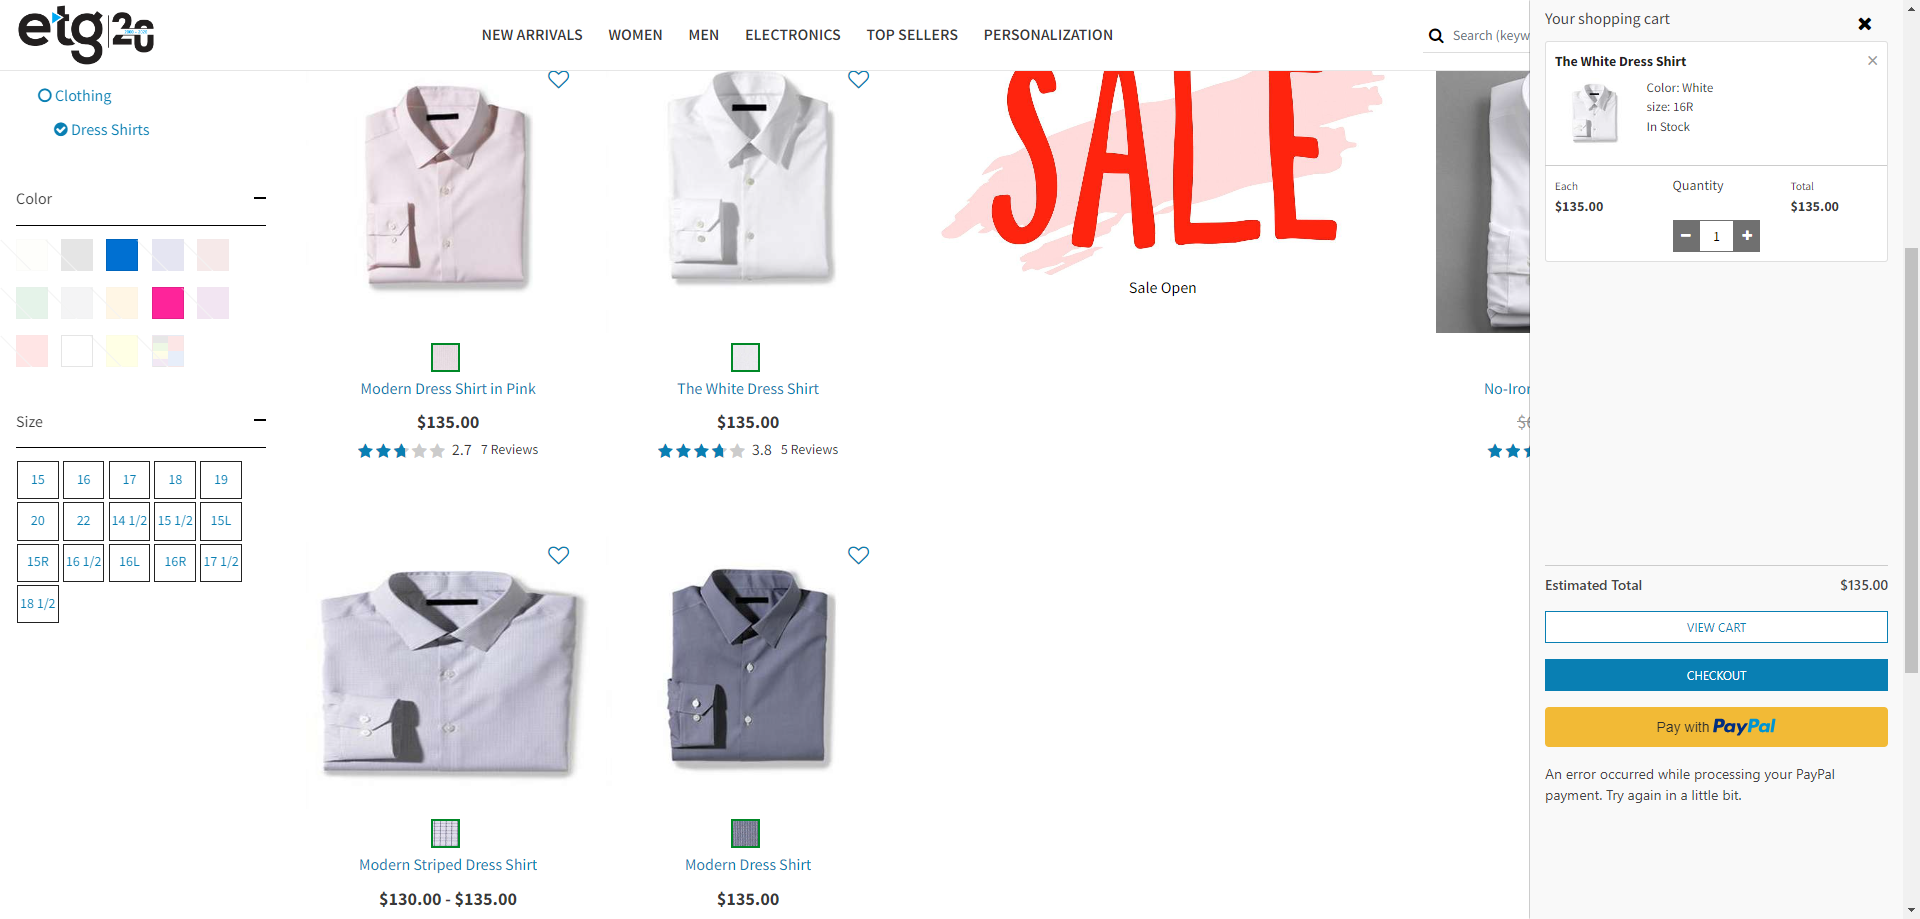 etg 20
2000 - 2020
NEW ARRIVALS
WOMEN
MEN
ELECTRONICS
TOP SELLERS
PERSONALIZATION
Search (keyw
Clothing
Dress Shirts
Color
Size
15
16
17
18
19
20
22
14 1/2
15 1/2
15L
15R
16 1/2
16L
16R
17 1/2
18 1/2
Modern Dress Shirt in Pink
$135.00
2.7 7 Reviews
The White Dress Shirt
$135.00
3.8 5 Reviews
SALE
Sale Open
No-Iron
Modern Striped Dress Shirt
$130.00 - $135.00
Modern Dress Shirt
$135.00
Your shopping cart
The White Dress Shirt
Color: White
size: 16R
In Stock
Each
$135.00
Quantity
1
Total
$135.00
Estimated Total $135.00
VIEW CART
CHECKOUT
Pay with PayPal
An error occurred while processing your PayPal
payment. Try again in a little bit.